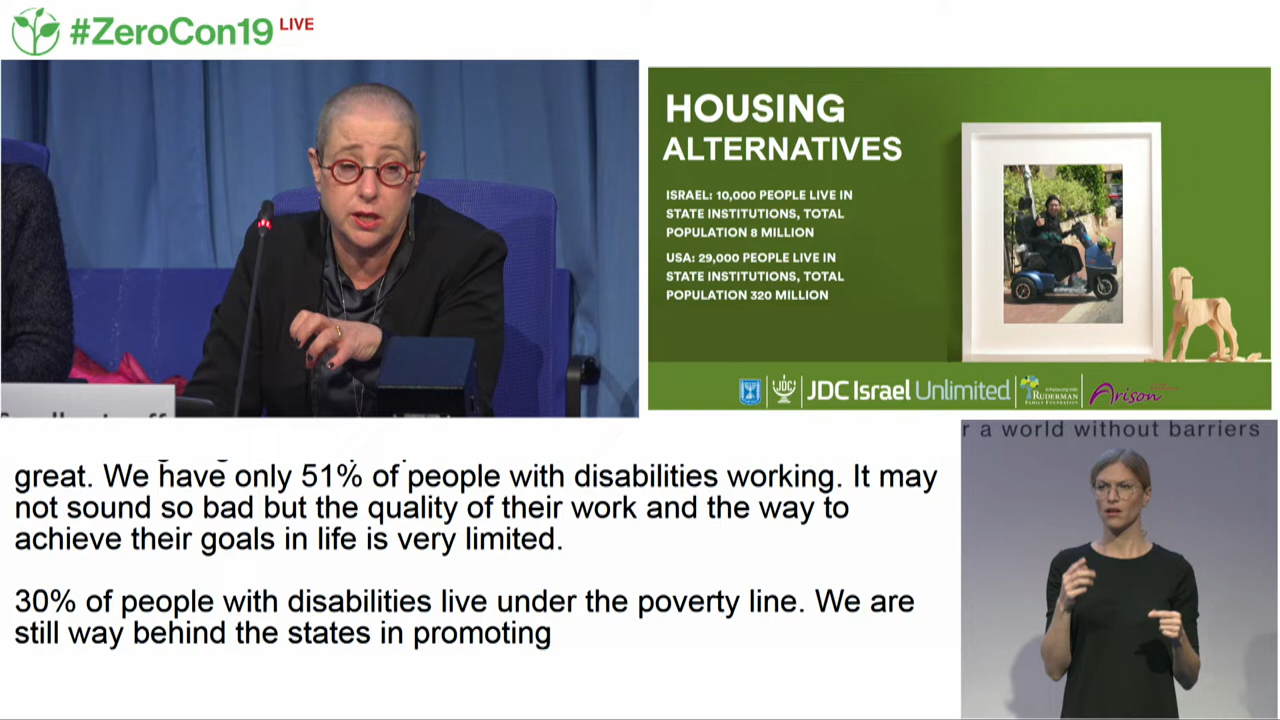 #ZeroCon19 LIVE
HOUSING
ALTERNATIVES
ISRAEL: 10,000 PEOPLE LIVE IN
STATE INSTITUTIONS, TOTAL
POPULATION 8 MILLION
USA: 29,000 PEOPLE LIVE IN
STATE INSTITUTIONS, TOTAL
POPULATION 320 MILLION
JDC
JDC Israel Unlimited
RUDERMAN
FAMILY FOUNDATION
Arison
r a world without barriers
great. We have only 51% of people with disabilities working. It may
not sound so bad but the quality of their work and the way to
achieve their goals in life is very limited.
30% of people with disabilities live under the poverty line. We are
still way behind the states in promoting